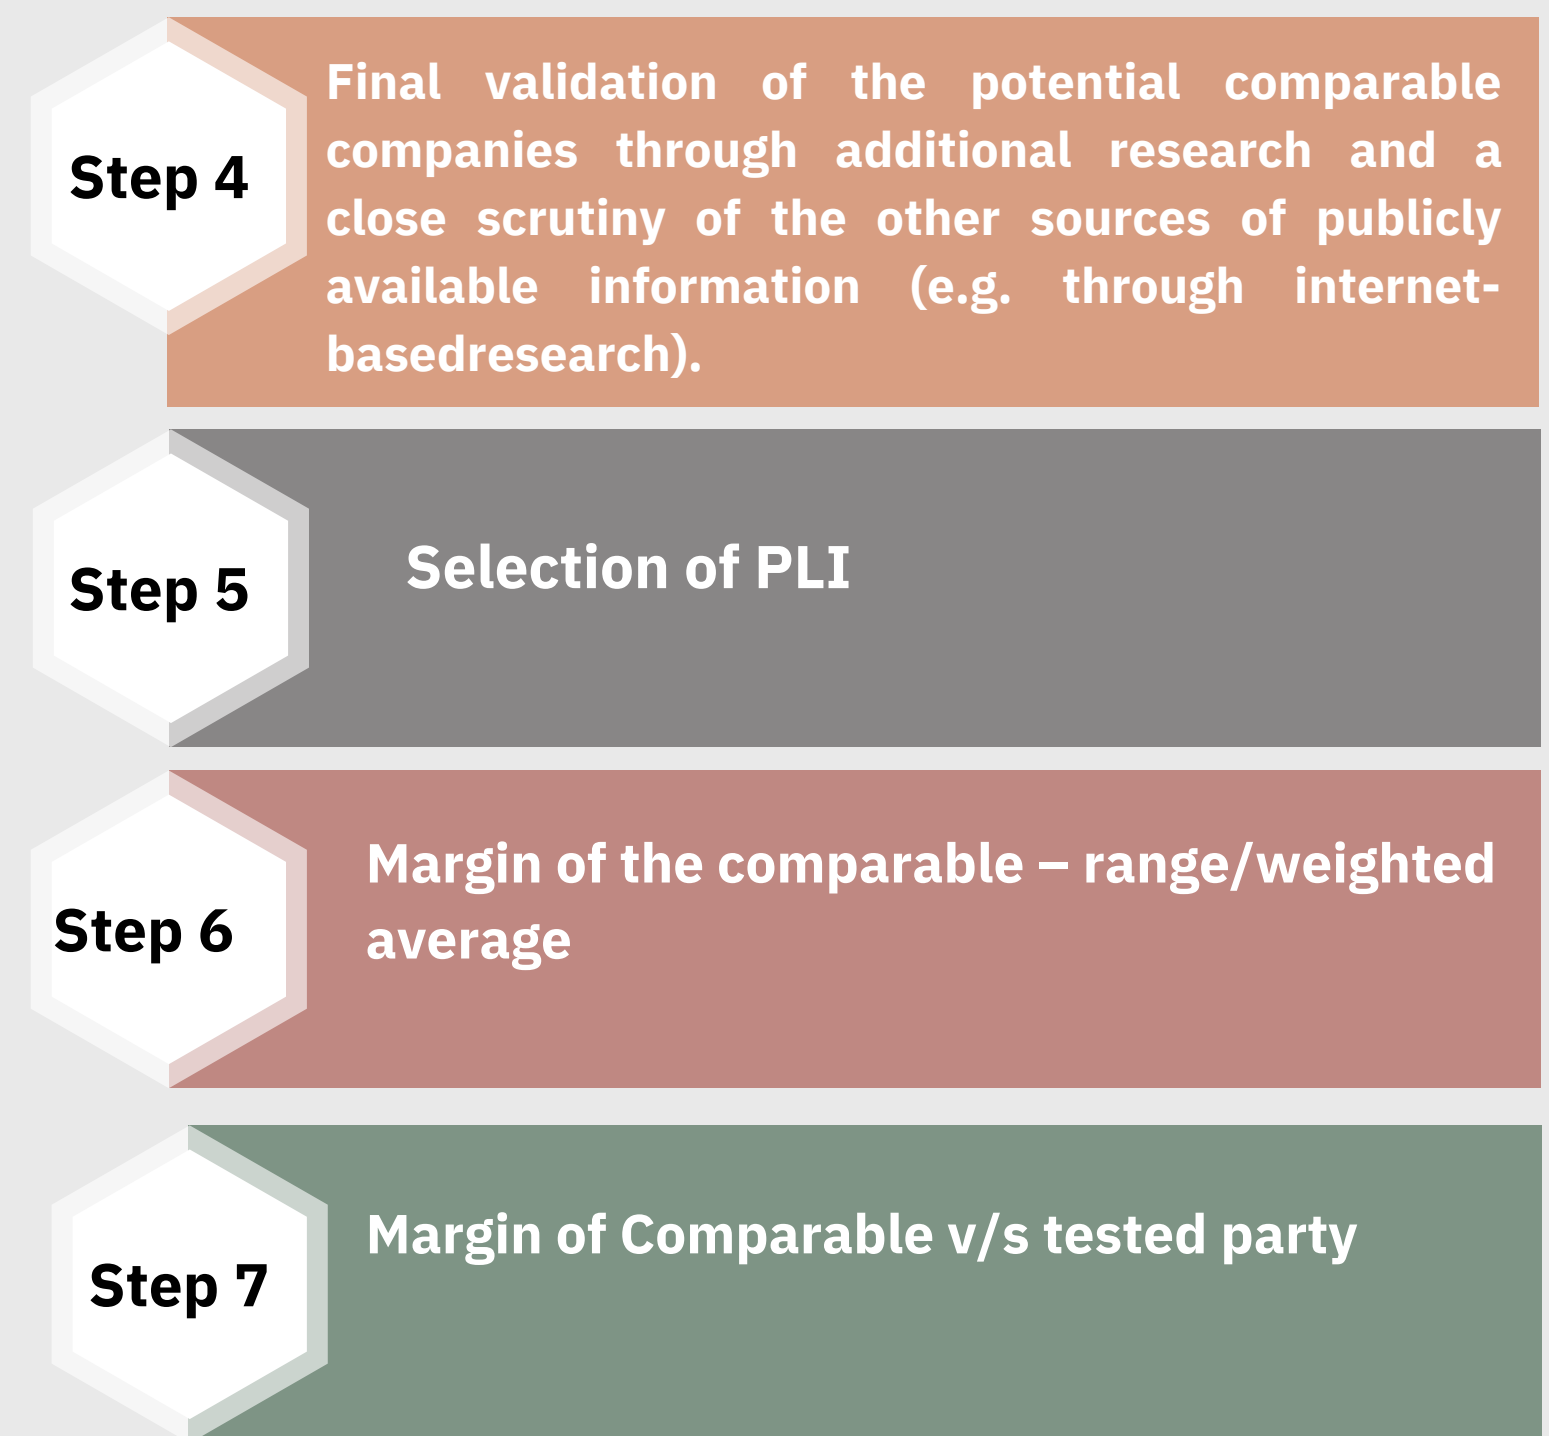 Step 4
Final validation of the potential comparable
companies through additional research and a
close scrutiny of the other sources of publicly
available information (e.g. through internet-
basedresearch).
Step 5
Selection of PLI
Step 6
Margin of the comparable – range/weighted
average
Step 7
Margin of Comparable v/s tested party